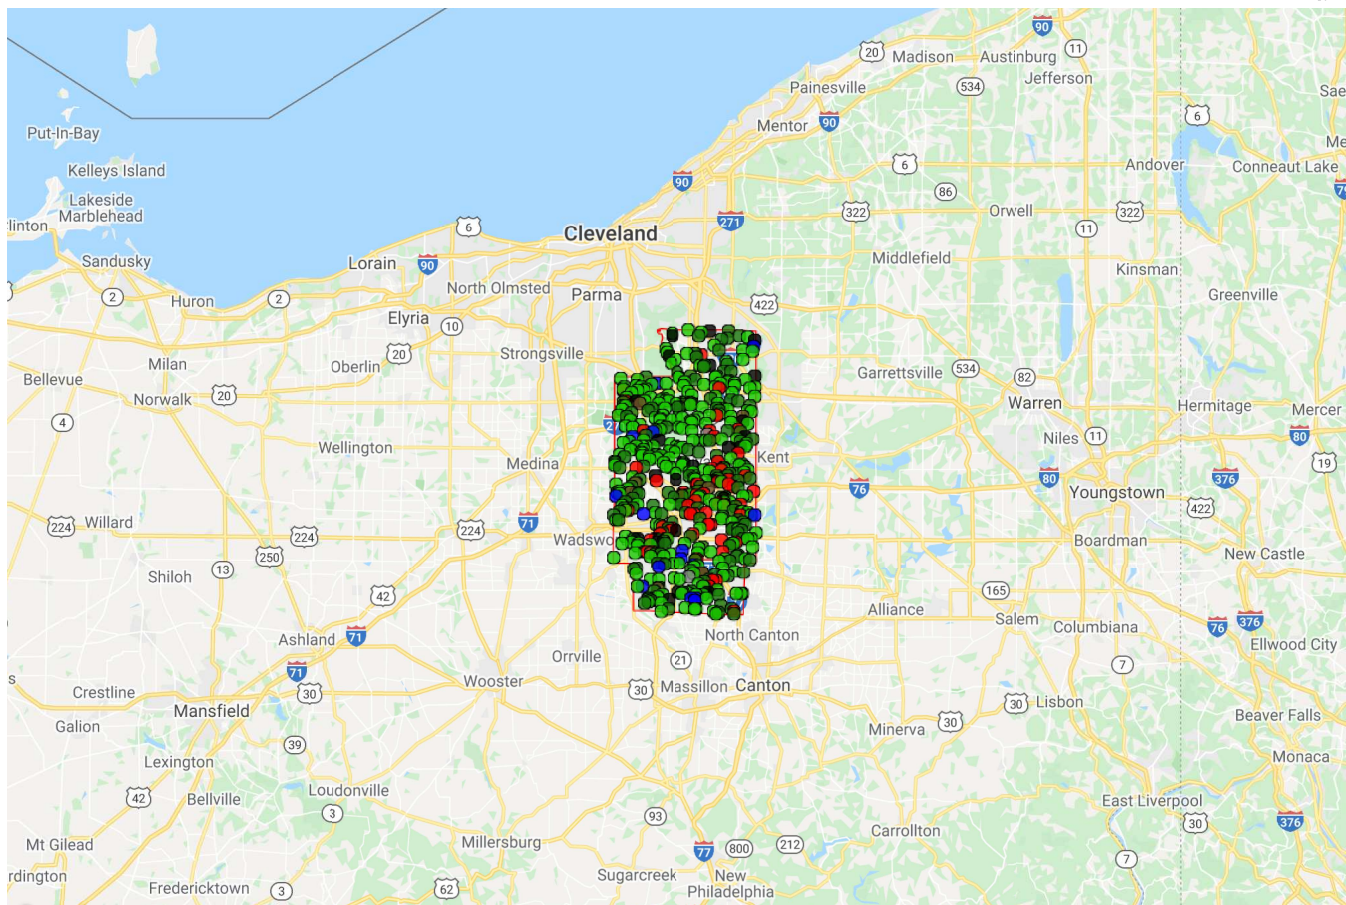 90
11
20
Madison
Austinburg
Jefferson
534
Painesville
6
Put-In-Bay
Mentor
90
6
Andover
Conneaut Lake
Kelleys Island
90
86
Lakeside
Marblehead
322
Orwell
322
271
6
Cleveland
11
Sandusky
Lorain
90
Middlefield
Kinsman
2
Huron
2
North Olmsted
Parma
422
Greenville
Elyria
10
Strongsville
Milan
Oberlin
20
Garrettsville
534
82
Bellevue
Norwalk
20
Warren
Hermitage
Mercer
4
Wellington
Niles
11
80
Medina
Kent
19
76
80
376
Youngstown
224
Willard
224
224
71
422
Wadswo
Boardman
New Castle
250
Shiloh
13
42
165
Alliance
Salem
Columbiana
76
376
Ashland
71
North Canton
Ellwood City
71
Orrville
21
7
Crestline
30
Wooster
30
Massillon
Canton
Mansfield
30
Lisbon
Galion
39
Minerva
30
Beaver Falls
Lexington
Monaca
42
Bellville
Loudonville
3
East Liverpool
93
Carrollton
30
376
Mt Gilead
Millersburg
77
800
212
7
Fredericktown
3
62
Sugarcreek
New
Philadelphia